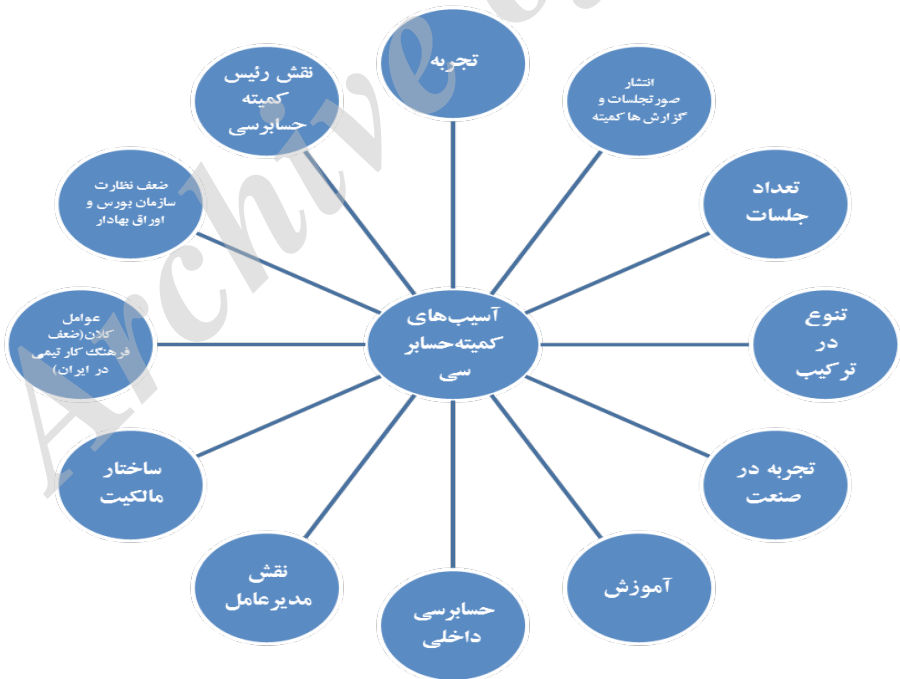 تجربه
انتشار
صورتجلسات و
گزارش ها کمیته
تعداد
جلسات
تنوع
در
ترکیب
تجربه در
صنعت
آموزش
حسابرسی
داخلی
نقش
مدیرعامل
ساختار
مالکیت
عوامل
کلان(ضعف
فرهنگ کار تیمی
در ایران)
ضعف نظارت
سازمان بورس و
اوراق بهادار
نقش رئیس
کمیته
حسابرسی
آسیب‌های
کمیته‌حسابر
سی
Archive of